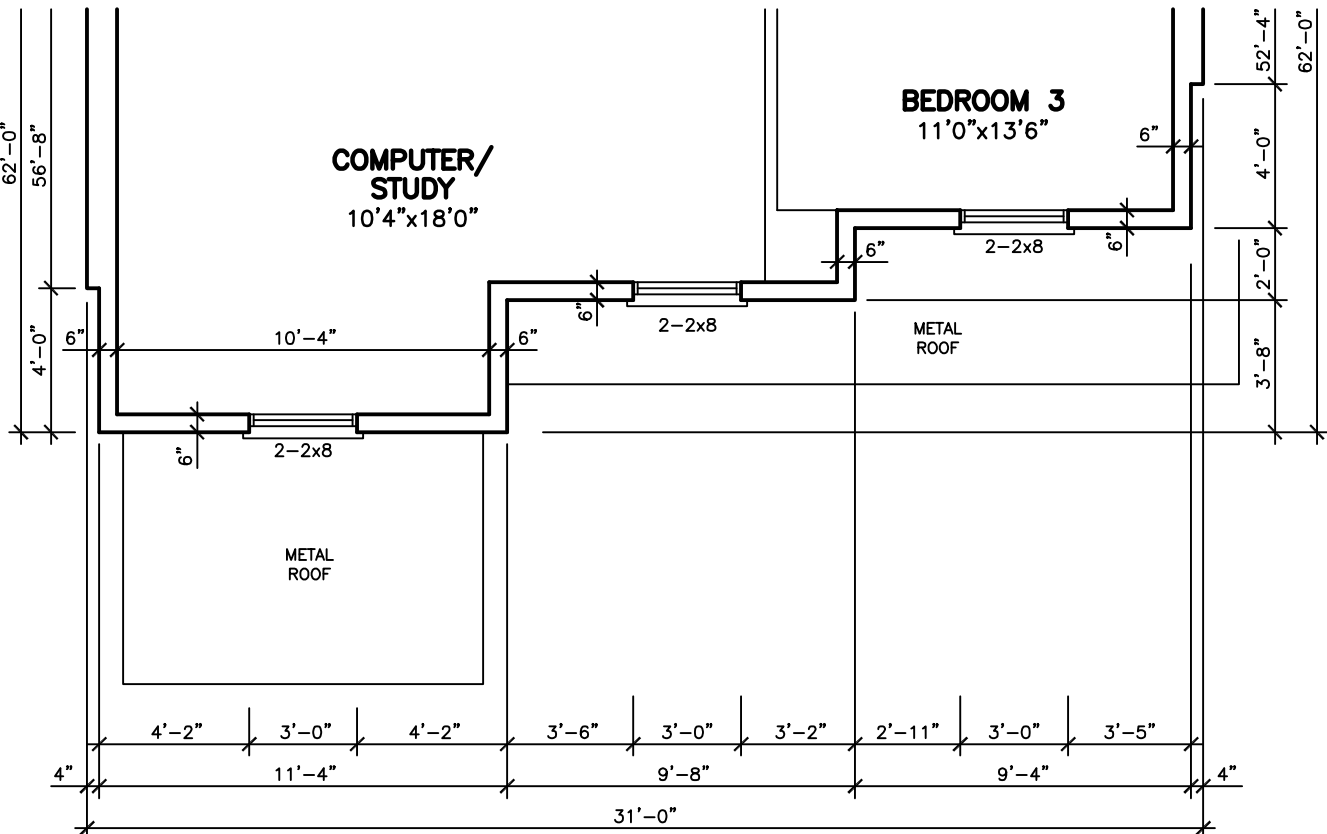 62'-0"
56'-8"
52'-4"
62'-0"
BEDROOM 3
11'0"x13'6"
6"
4'-0"
COMPUTER/
STUDY
10'4"x18'0"
6"
2-2x8
6"
2'-0"
6"
2-2x8
METAL
ROOF
4'-0"
6"
10'-4"
6"
3'-8"
6"
2-2x8
METAL
ROOF
4'-2"
3'-0"
4'-2"
3'-6"
3'-0"
3'-2"
2'-11"
3'-0"
3'-5"
4"
11'-4"
9'-8"
9'-4"
4"
31'-0"